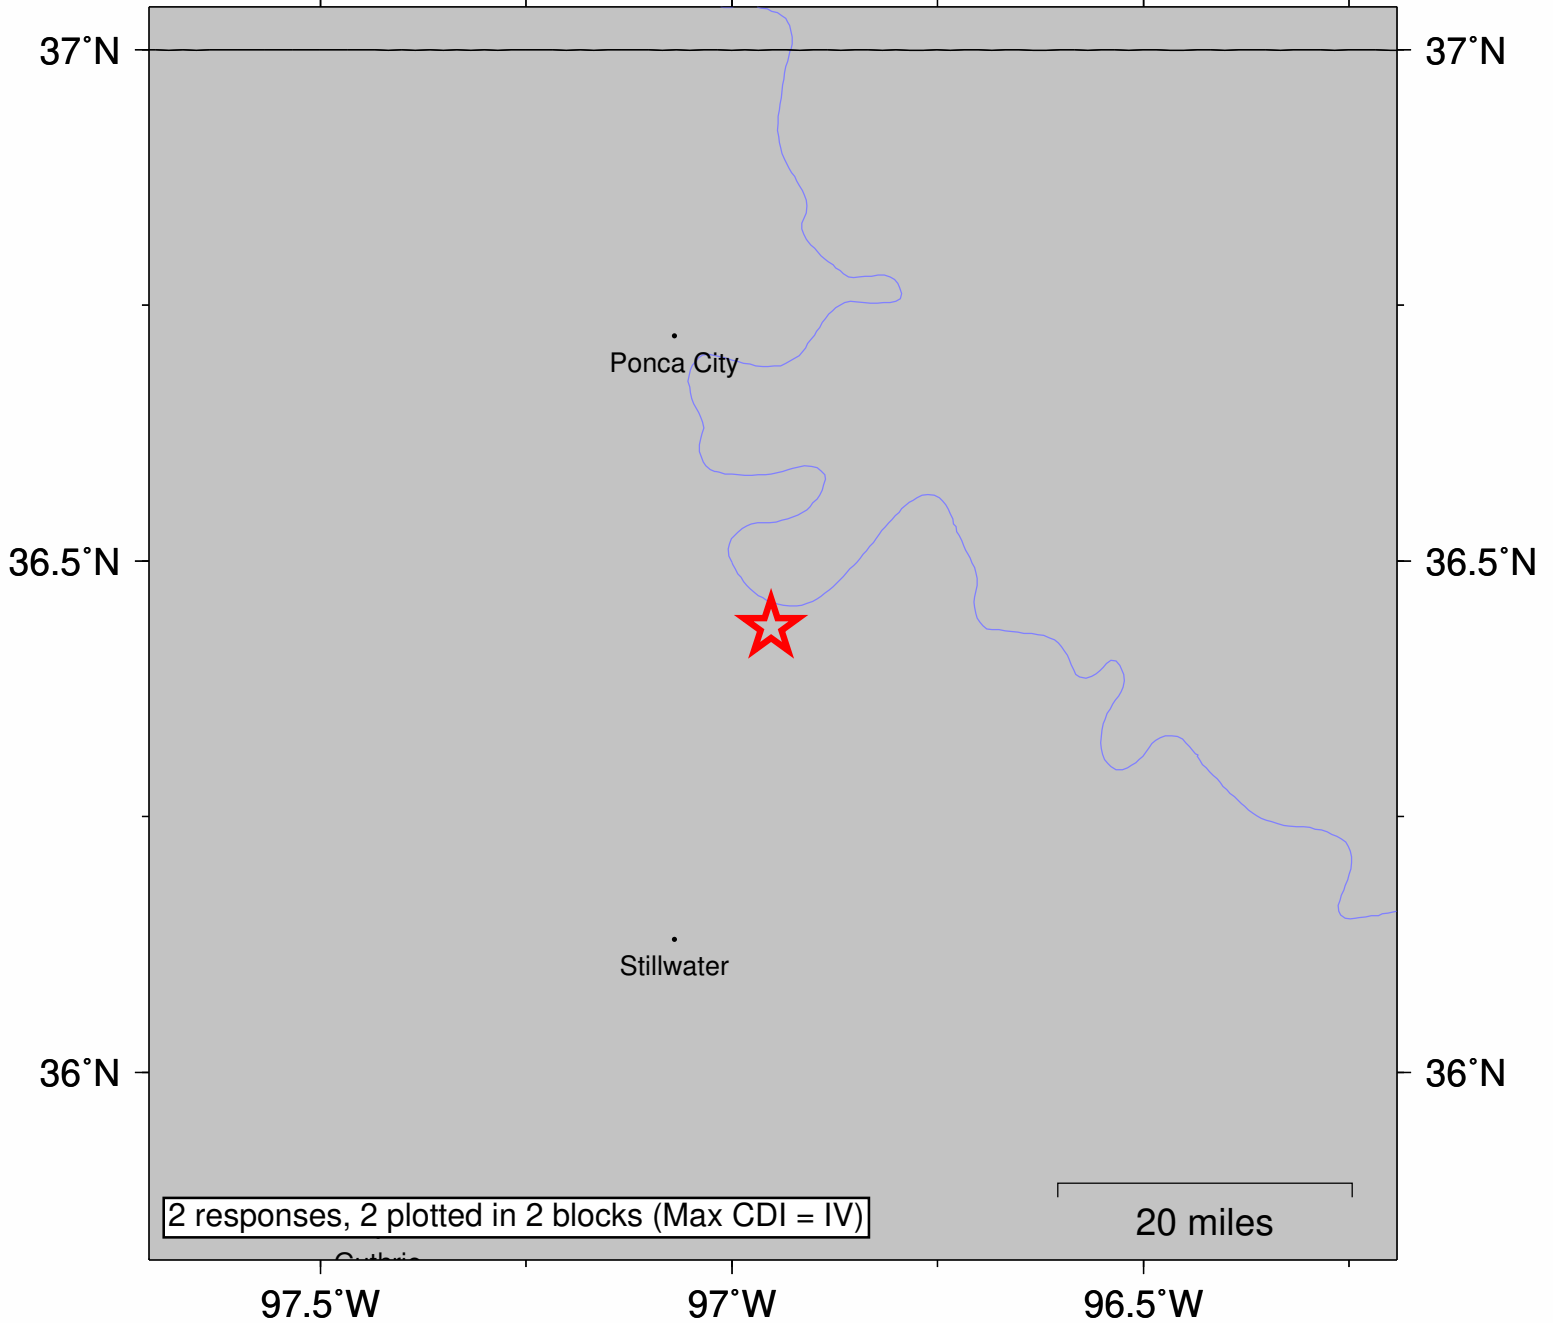 37°N 37°N
Ponca City
36.5°N 36.5°N
Stillwater
36°N 36°N
2 responses, 2 plotted in 2 blocks (Max CDI = IV)
20 miles
Guthrie
97.5°W 97°W 96.5°W